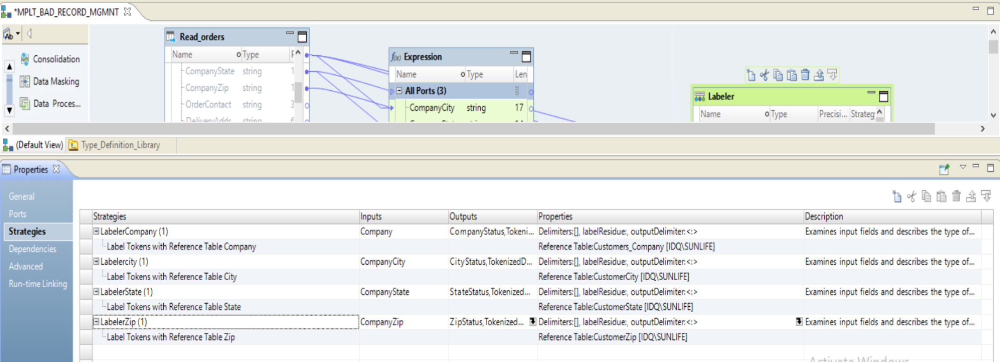 *MPLT_BAD_RECORD_MGMNT
Ab
Consolidation
Data Masking
Data Proces...
Read_orders
Name Type
CompanyState string 1
CompanyZip string 1
OrderContact string 3
DeliveryAddr string 6
f(x) Expression
Name Type Len
All Ports (3)
CompanyCity string 17
Labeler
Name Type Precisi... Strateg
(Default View) Type_Definition_Library
Properties
General
Ports
Strategies
Dependencies
Advanced
Run-time Linking
Strategies Inputs Outputs Properties Description
LabelerCompany (1) Company CompanyStatus,Tokeni... Delimiters:[], labelResidue:, outputDelimiter:<:> Examines input fields and describes the type of...
Label Tokens with Reference Table Company Reference Table:Customers_Company [IDQ\SUNLIFE]
Labelercity (1) CompanyCity CityStatus,TokenizedD... Delimiters:[], labelResidue:, outputDelimiter:<:> Examines input fields and describes the type of...
Label Tokens with Reference Table City Reference Table:CustomerCity [IDQ\SUNLIFE]
LabelerState (1) CompanyState StateStatus,Tokenized... Delimiters:[], labelResidue:, outputDelimiter:<:> Examines input fields and describes the type of...
Label Tokens with Reference Table State Reference Table:CustomerState [IDQ\SUNLIFE]
LabelerZip (1) CompanyZip ZipStatus,Tokenized... Delimiters:[], labelResidue:, outputDelimiter:<:> Examines input fields and describes the type of...
Label Tokens with Reference Table Zip Reference Table:CustomerZip [IDQ\SUNLIFE]
Activate Windows